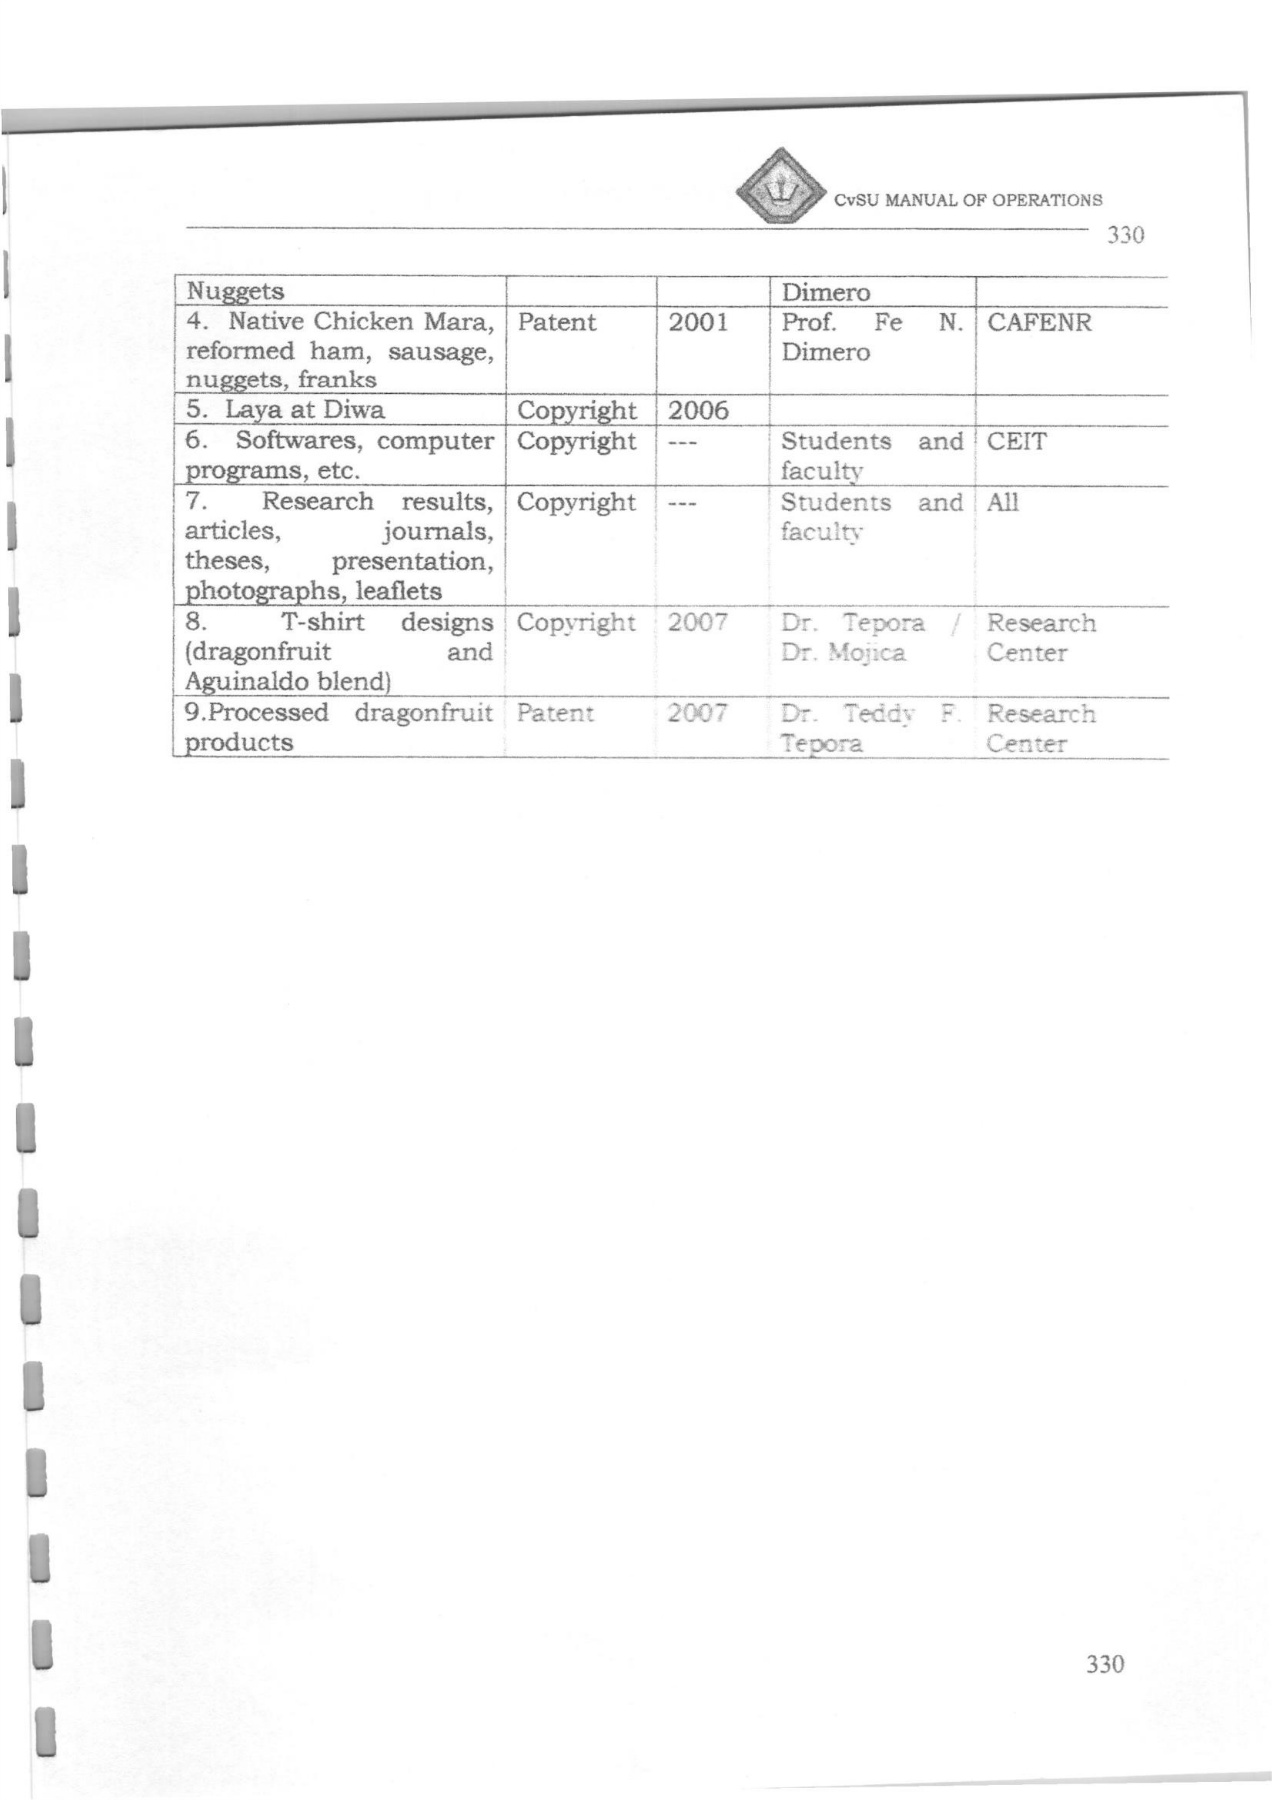 CvSU MANUAL OF OPERATIONS
330
Nuggets Dimero
4. Native Chicken Mara, Patent 2001 Prof. Fe N. CAFENR
reformed ham, sausage, Dimero
nuggets, franks
5. Laya at Diwa Copyright 2006
6. Softwares, computer Copyright --- Students and CEIT
programs, etc. faculty
7. Research results, Copyright --- Students and All
articles, journals, faculty
theses, presentation,
photographs, leaflets
8. T-shirt designs Copyright 2007 Dr. Tepora / Research
(dragonfruit and Dr. Mojica Center
Aguinaldo blend)
9.Processed dragonfruit Patent 2007 Dr. Teddy F. Research
products Tepora Center
330